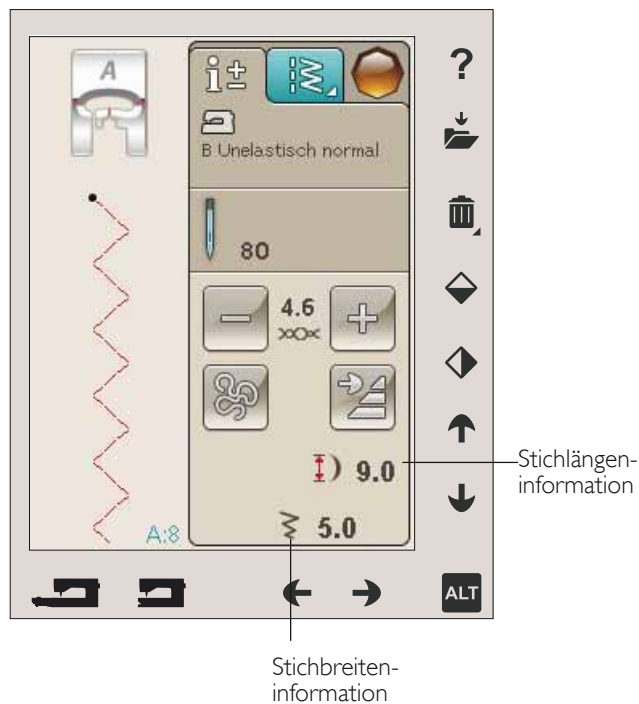 A
i±
?
B Unelastisch normal
80
4.6
9.0
Stichlängen-
information
A:8
5.0
ALT
Stichbreiten-
information